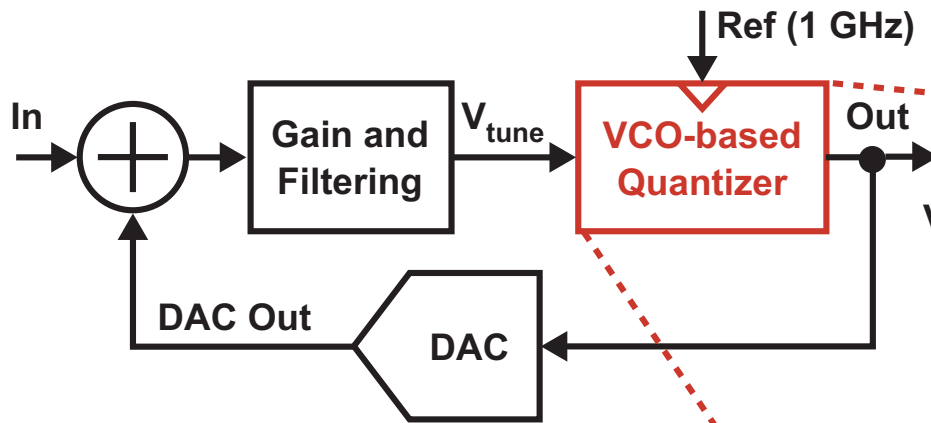 Ref (1 GHz)
In
Gain and
Filtering
V_tune
VCO-based
Quantizer
Out
DAC Out
DAC